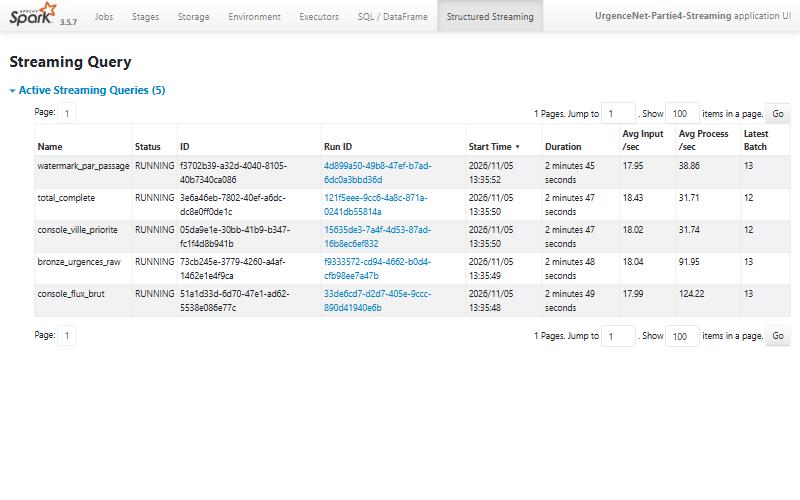 APACHE Spark 3.5.7 Jobs Stages Storage Environment Executors SQL / DataFrame Structured Streaming UrgenceNet-Partie4-Streaming application UI
Streaming Query
Active Streaming Queries (5)
Page: 1 1 Pages. Jump to 1 . Show 100 items in a page. Go
Name Status ID Run ID Start Time Duration Avg Input /sec Avg Process /sec Latest Batch
watermark_par_passage RUNNING f3702b39-a32d-4040-8105- 4d899a50-49b8-47ef-b7ad- 2026/11/05 2 minutes 45 17.95 38.86 13
40b7340ca086 6dc0a3bbd36d 13:35:52 seconds
total_complete RUNNING 3e6a46eb-7802-40ef-a6dc- 121f5eee-9cc6-4a8c-871a- 2026/11/05 2 minutes 47 18.43 31.71 12
dc8e0ff0de1c 0241db55814a 13:35:50 seconds
console_ville_priorite RUNNING 05da9e1e-30bb-41b9-b347- 15635de3-7a4f-4d53-87ad- 2026/11/05 2 minutes 47 18.02 31.74 12
fc1f4d8b941b 16b8ec6ef832 13:35:50 seconds
bronze_urgences_raw RUNNING 73cb245e-3779-4260-a4af- f9333572-cd94-4662-b0d4- 2026/11/05 2 minutes 48 18.04 91.95 13
1462e1e4f9ca cfb98ee7a47b 13:35:49 seconds
console_flux_brut RUNNING 51a1d33d-6d70-47e1-ad62- 33de6cd7-d2d7-405e-9ccc- 2026/11/05 2 minutes 49 17.99 124.22 13
5538e086e77c 890d41940e6b 13:35:48 seconds
Page: 1 1 Pages. Jump to 1 . Show 100 items in a page. Go